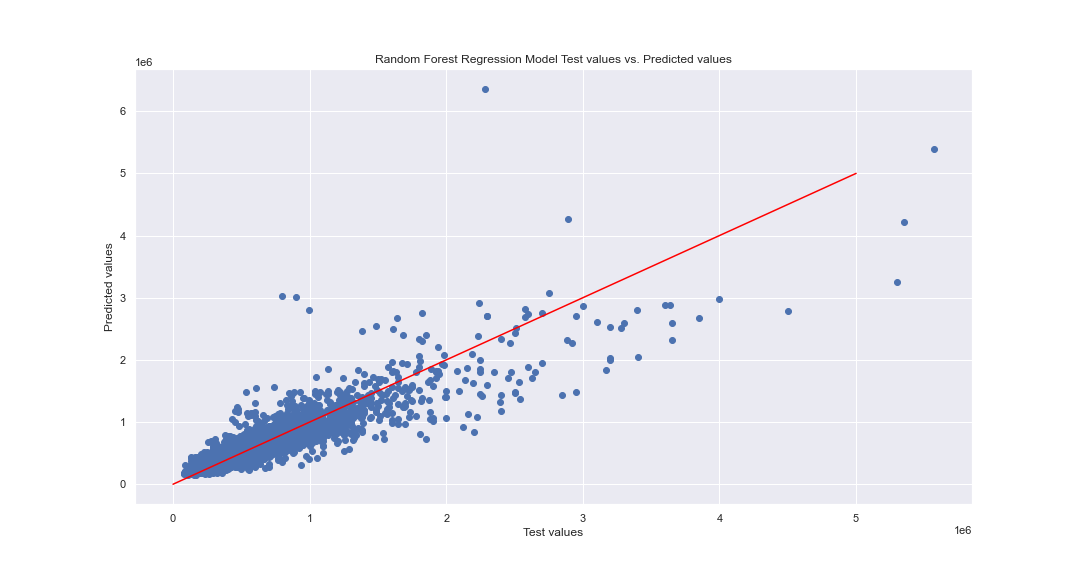 Random Forest Regression Model Test values vs. Predicted values
1e6
6
5
4
3
2
1
0
Predicted values
0 1 2 3 4 5
Test values
1e6